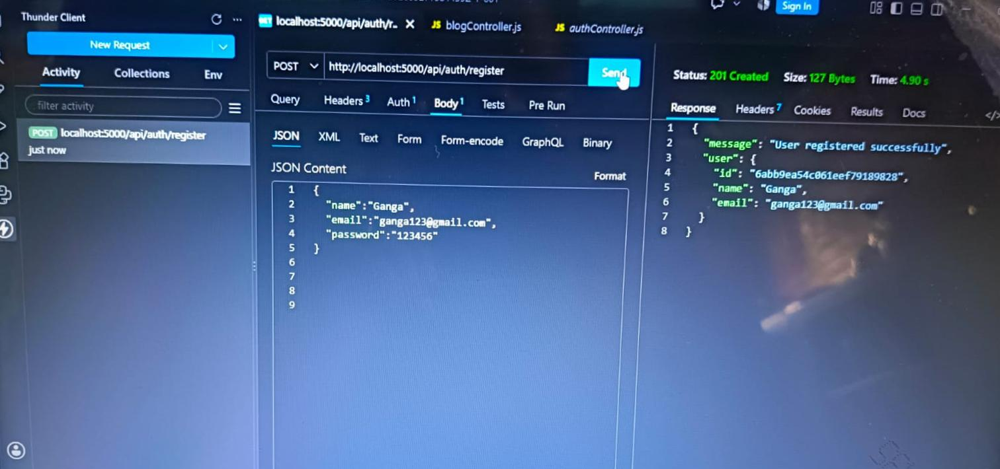 Thunder Client
New Request
Activity Collections Env
filter activity
POST localhost:5000/api/auth/register
just now
GET localhost:5000/api/auth/r..
JS blogController.js
JS authController.js
Sign In
POST http://localhost:5000/api/auth/register Send
Query Headers 3 Auth 1 Body 1 Tests Pre Run
JSON XML Text Form Form-encode GraphQL Binary
JSON Content
Format
1 {
2 "name":"Ganga",
3 "email":"ganga123@gmail.com",
4 "password":"123456"
5 }
6
7
8
9
Status: 201 Created Size: 127 Bytes Time: 4.90 s
Response Headers 7 Cookies Results Docs
1 {
2 "message": "User registered successfully",
3 "user": {
4 "id": "6abb9ea54c061eef79189828",
5 "name": "Ganga",
6 "email": "ganga123@gmail.com"
7 }
8 }